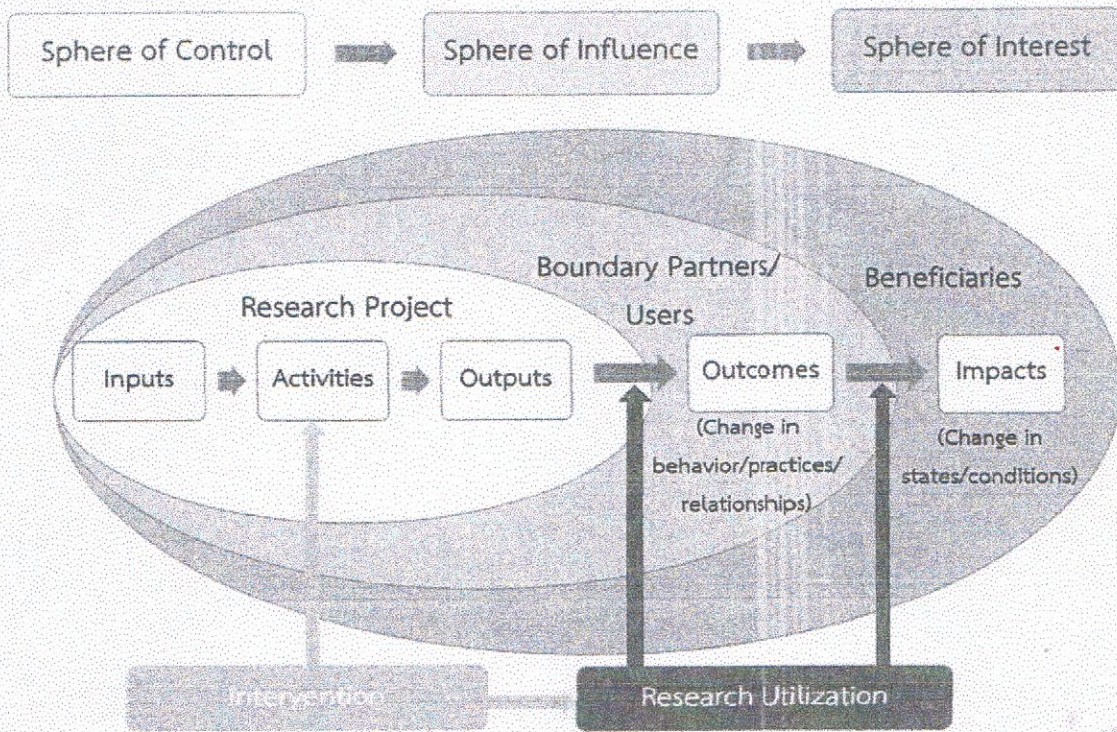 Sphere of Control
Sphere of Influence
Sphere of Interest
Boundary Partners/
Users
Beneficiaries
Research Project
Inputs
Activities
Outputs
Outcomes
Impacts
(Change in
behavior/practices/
relationships)
(Change in
states/conditions)
Intervention
Research Utilization